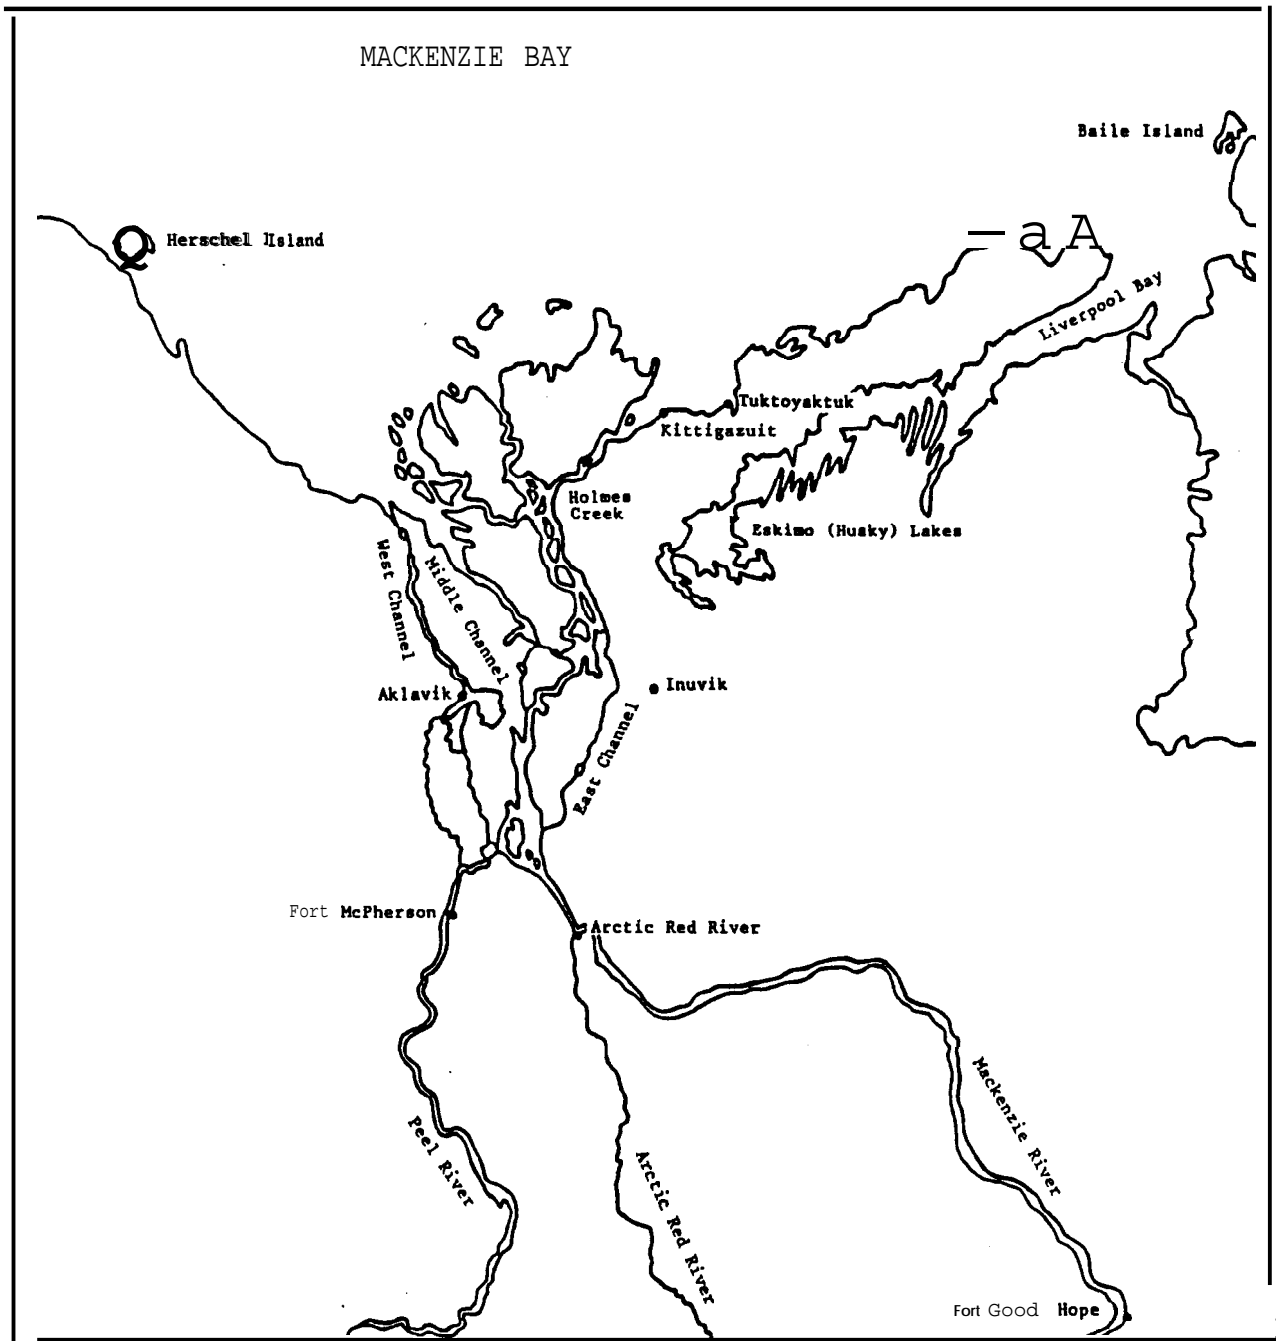 MACKENZIE BAY
Baile Island
Herschel Island
— a A
Liverpool Bay
Tuktoyaktuk
Kittigazuit
Holmes
Creek
Eskimo (Husky) Lakes
West Channel
Middle Channel
Aklavik
Inuvik
East Channel
Fort McPherson
Arctic Red River
Mackenzie River
Peel River
Arctic Red River
Fort Good Hope